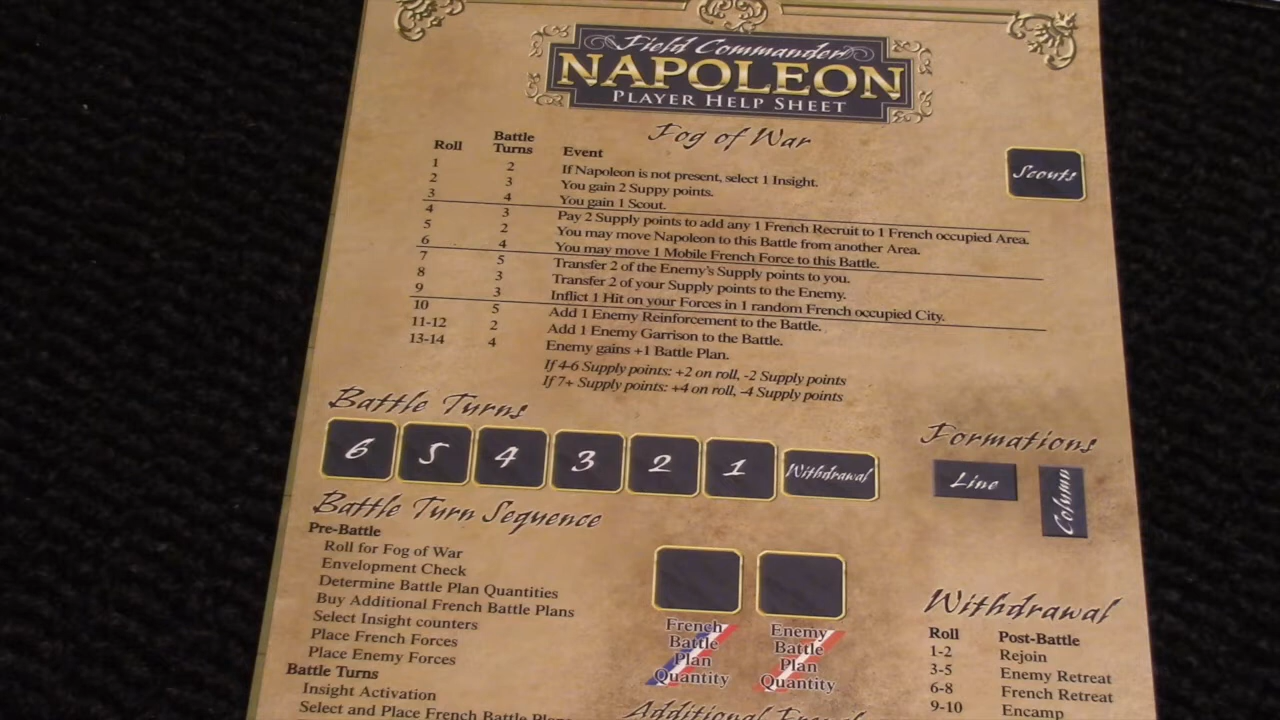 Field Commander
NAPOLEON
PLAYER HELP SHEET
Fog of War
Roll Battle Turns Event
1 2 If Napoleon is not present, select 1 Insight.
2 3 You gain 2 Suppy points.
3 4 You gain 1 Scout.
4 3 Pay 2 Supply points to add any 1 French Recruit to 1 French occupied Area.
5 2 You may move Napoleon to this Battle from another Area.
6 4 You may move 1 Mobile French Force to this Battle.
7 5 Transfer 2 of the Enemy's Supply points to you.
8 3 Transfer 2 of your Supply points to the Enemy.
9 3 Inflict 1 Hit on your Forces in 1 random French occupied City.
10 5 Add 1 Enemy Reinforcement to the Battle.
11-12 2 Add 1 Enemy Garrison to the Battle.
13-14 4 Enemy gains +1 Battle Plan.
If 4-6 Supply points: +2 on roll, -2 Supply points
If 7+ Supply points: +4 on roll, -4 Supply points
Scouts
Battle Turns
6 5 4 3 2 1 Withdrawal
Formations
Line
Column
Battle Turn Sequence
Pre-Battle
Roll for Fog of War
Envelopment Check
Determine Battle Plan Quantities
Buy Additional French Battle Plans
Select Insight counters
Place French Forces
Place Enemy Forces
Battle Turns
Insight Activation
Select and Place French Battle Plans
French
Battle
Plan
Quantity
Enemy
Battle
Plan
Quantity
Additional French
Withdrawal
Roll Post-Battle
1-2 Rejoin
3-5 Enemy Retreat
6-8 French Retreat
9-10 Encamp